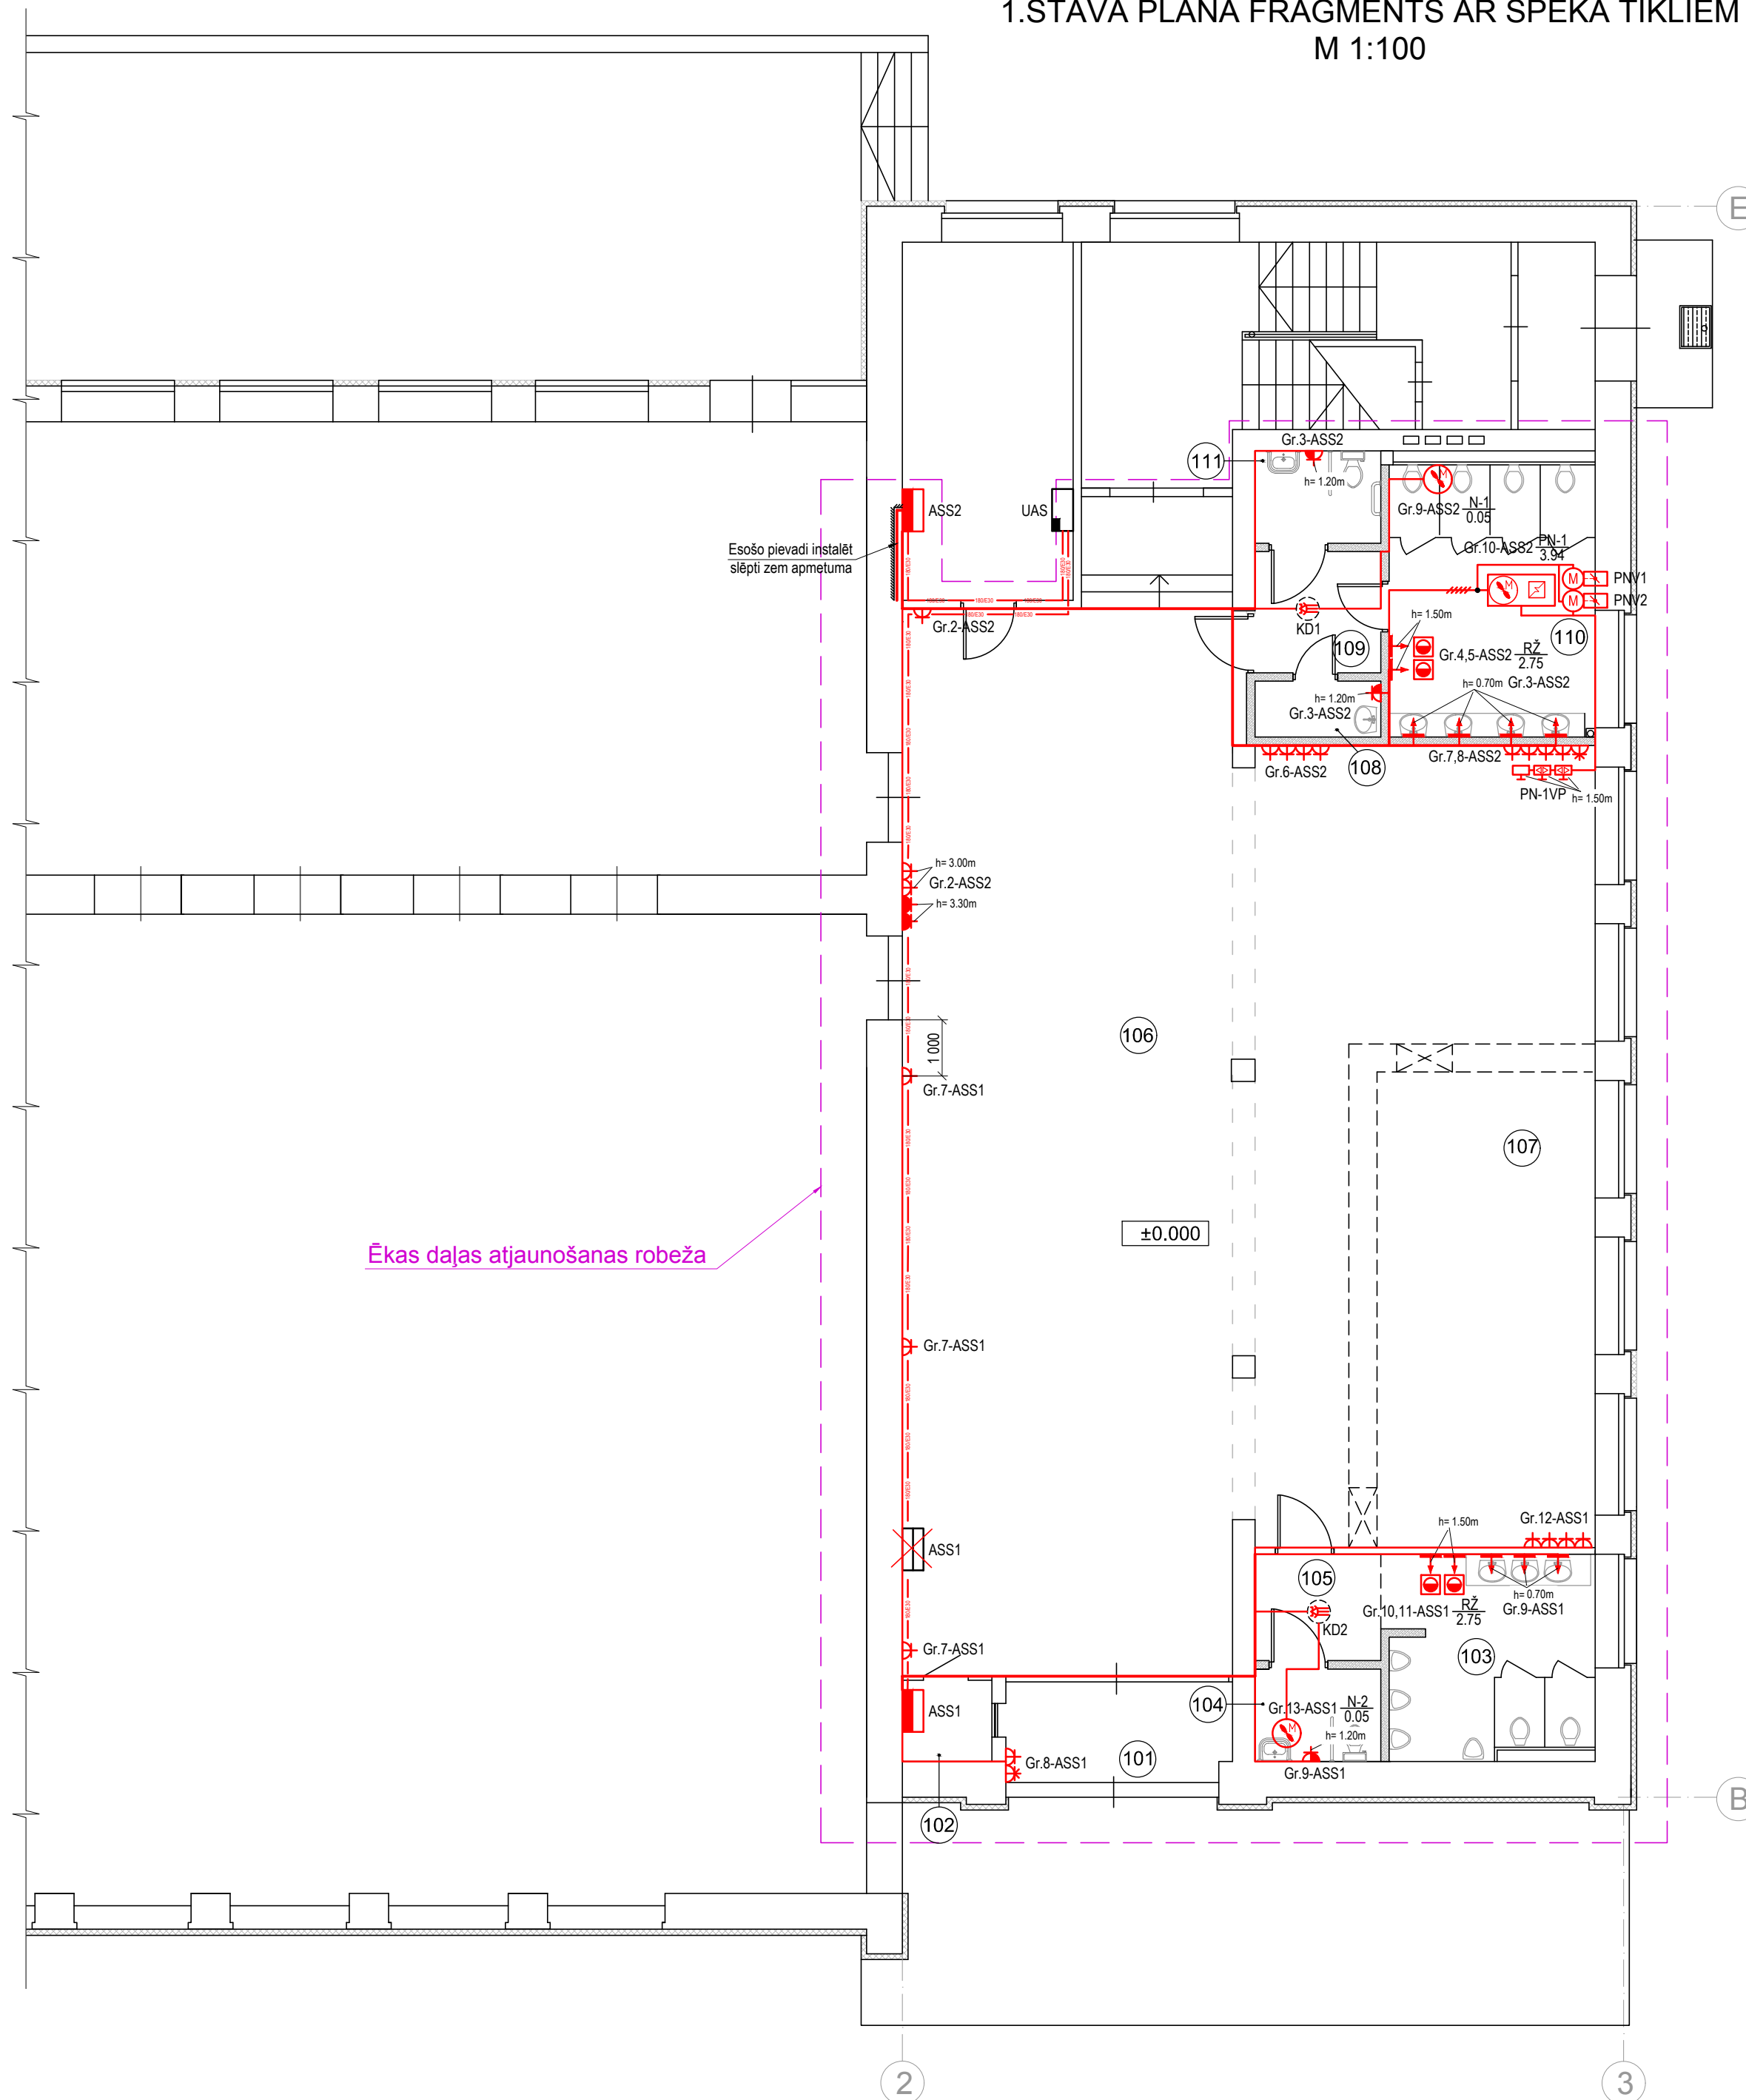 1.STĀVA PLĀNA FRAGMENTS AR SPĒKA TĪKLIEM
M 1:100
E
Gr.3-ASS2
111
h= 1.20m
ASS2
UAS
Gr.9-ASS2 N-1
0.05
Esošo pievadi instalēt
slēpti zem apmetuma
Gr.10-ASS2 PN-1
3.94
M
PNV1
M
PNV2
180/E30
Gr.2-ASS2
KD1
h= 1.50m
109
110
Gr.4,5-ASS2 RŽ
2.75
h= 1.20m
h= 0.70m
Gr.3-ASS2
Gr.3-ASS2
Gr.6-ASS2
108
Gr.7,8-ASS2
PN-1VP
h= 1.50m
h= 3.00m
Gr.2-ASS2
h= 3.30m
1 000
106
Gr.7-ASS1
107
±0.000
Ēkas daļas atjaunošanas robeža
Gr.7-ASS1
Gr.12-ASS1
h= 1.50m
ASS1
105
h= 0.70m
Gr.10,11-ASS1 RŽ
2.75
Gr.9-ASS1
KD2
Gr.7-ASS1
103
104
Gr.13-ASS1 N-2
0.05
ASS1
h= 1.20m
Gr.8-ASS1
101
Gr.9-ASS1
102
B
2
3